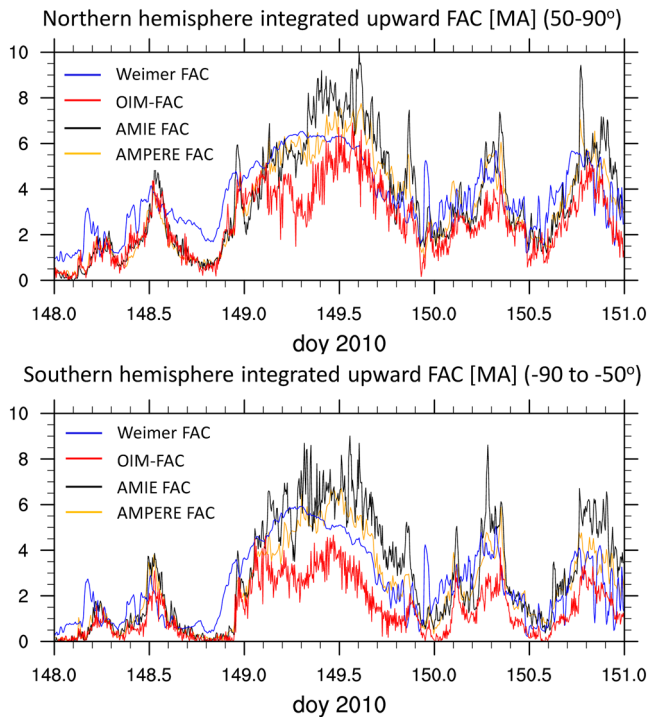 Northern hemisphere integrated upward FAC [MA] (50-90°)
10
8
6
4
2
0
Weimer FAC
OIM-FAC
AMIE FAC
AMPERE FAC
148.0 148.5 149.0 149.5 150.0 150.5 151.0
doy 2010
Southern hemisphere integrated upward FAC [MA] (-90 to -50°)
10
8
6
4
2
0
Weimer FAC
OIM-FAC
AMIE FAC
AMPERE FAC
148.0 148.5 149.0 149.5 150.0 150.5 151.0
doy 2010